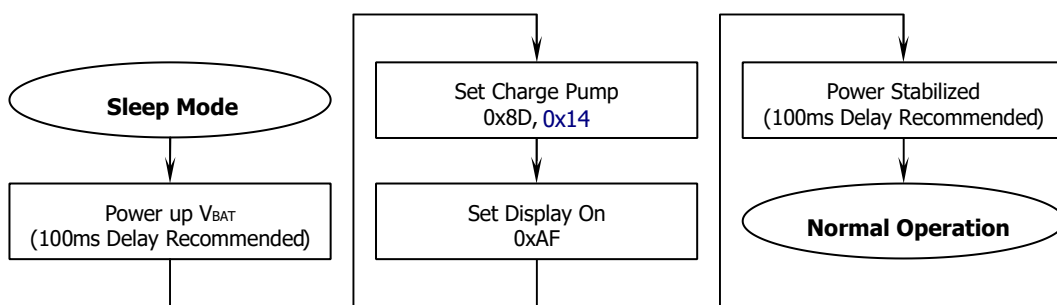 Sleep Mode
Power up VBAT
(100ms Delay Recommended)
Set Charge Pump
0x8D, 0x14
Set Display On
0xAF
Power Stabilized
(100ms Delay Recommended)
Normal Operation